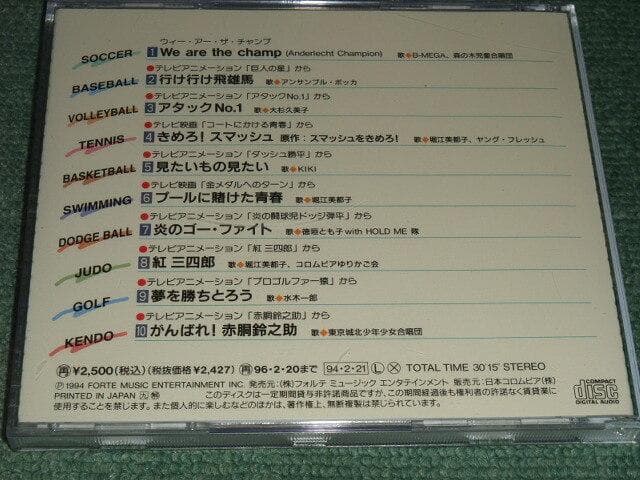 ウィー・アー・ザ・チャンプ
SOCCER 1 We are the champ (Anderlecht Champion) 歌◆B-MEGA、森の木児童合唱団
●テレビアニメーション「巨人の星」から
BASEBALL 2 行け行け飛雄馬 歌◆アンサンブル・ボッカ
●テレビアニメーション「アタックNo.1」から
VOLLEYBALL 3 アタックNo.1 歌◆大杉久美子
●テレビ映画「コートにかける青春」から
TENNIS 4 きめろ! スマッシュ 原作:スマッシュをきめろ! 歌◆堀江美都子、ヤング・フレッシュ
●テレビアニメーション「ダッシュ勝平」から
BASKETBALL 5 見たいもの見たい 歌◆KIKI
●テレビ映画「金メダルへのターン」から
SWIMMING 6 プールに賭けた青春 歌◆堀江美都子
●テレビアニメーション「炎の闘球児ドッジ弾平」から
DODGE BALL 7 炎のゴー・ファイト 歌◆徳垣とも子with HOLD ME 隊
●テレビアニメーション「紅 三四郎」から
JUDO 8 紅 三四郎 歌◆堀江美都子、コロムビアゆりかご会
●テレビアニメーション「プロゴルファー猿」から
GOLF 9 夢を勝ちとろう 歌◆水木一郎
●テレビアニメーション「赤胴鈴之助」から
KENDO 10 がんばれ! 赤胴鈴之助 歌◆東京城北少年少女合唱団
再¥2,500(税込)(税抜価格 ¥2,427) 再96・2・20まで 94・2・21 L X TOTAL TIME 30'15" STEREO
Ⓟ1994 FORTE MUSIC ENTERTAINMENT INC. 発売元:(株)フォルテ ミュージック エンタテインメント 販売元:日本コロムビア(株)
PRINTED IN JAPAN このディスクは一定期間貸与非許諾商品ですが、この期間経過後も権利者の許諾なく賃貸業に
使用することを禁じます。また個人的に楽しむなどのほかは、著作権法上、無断複製は禁じられています。
COMPACT
disc
DIGITAL AUDIO